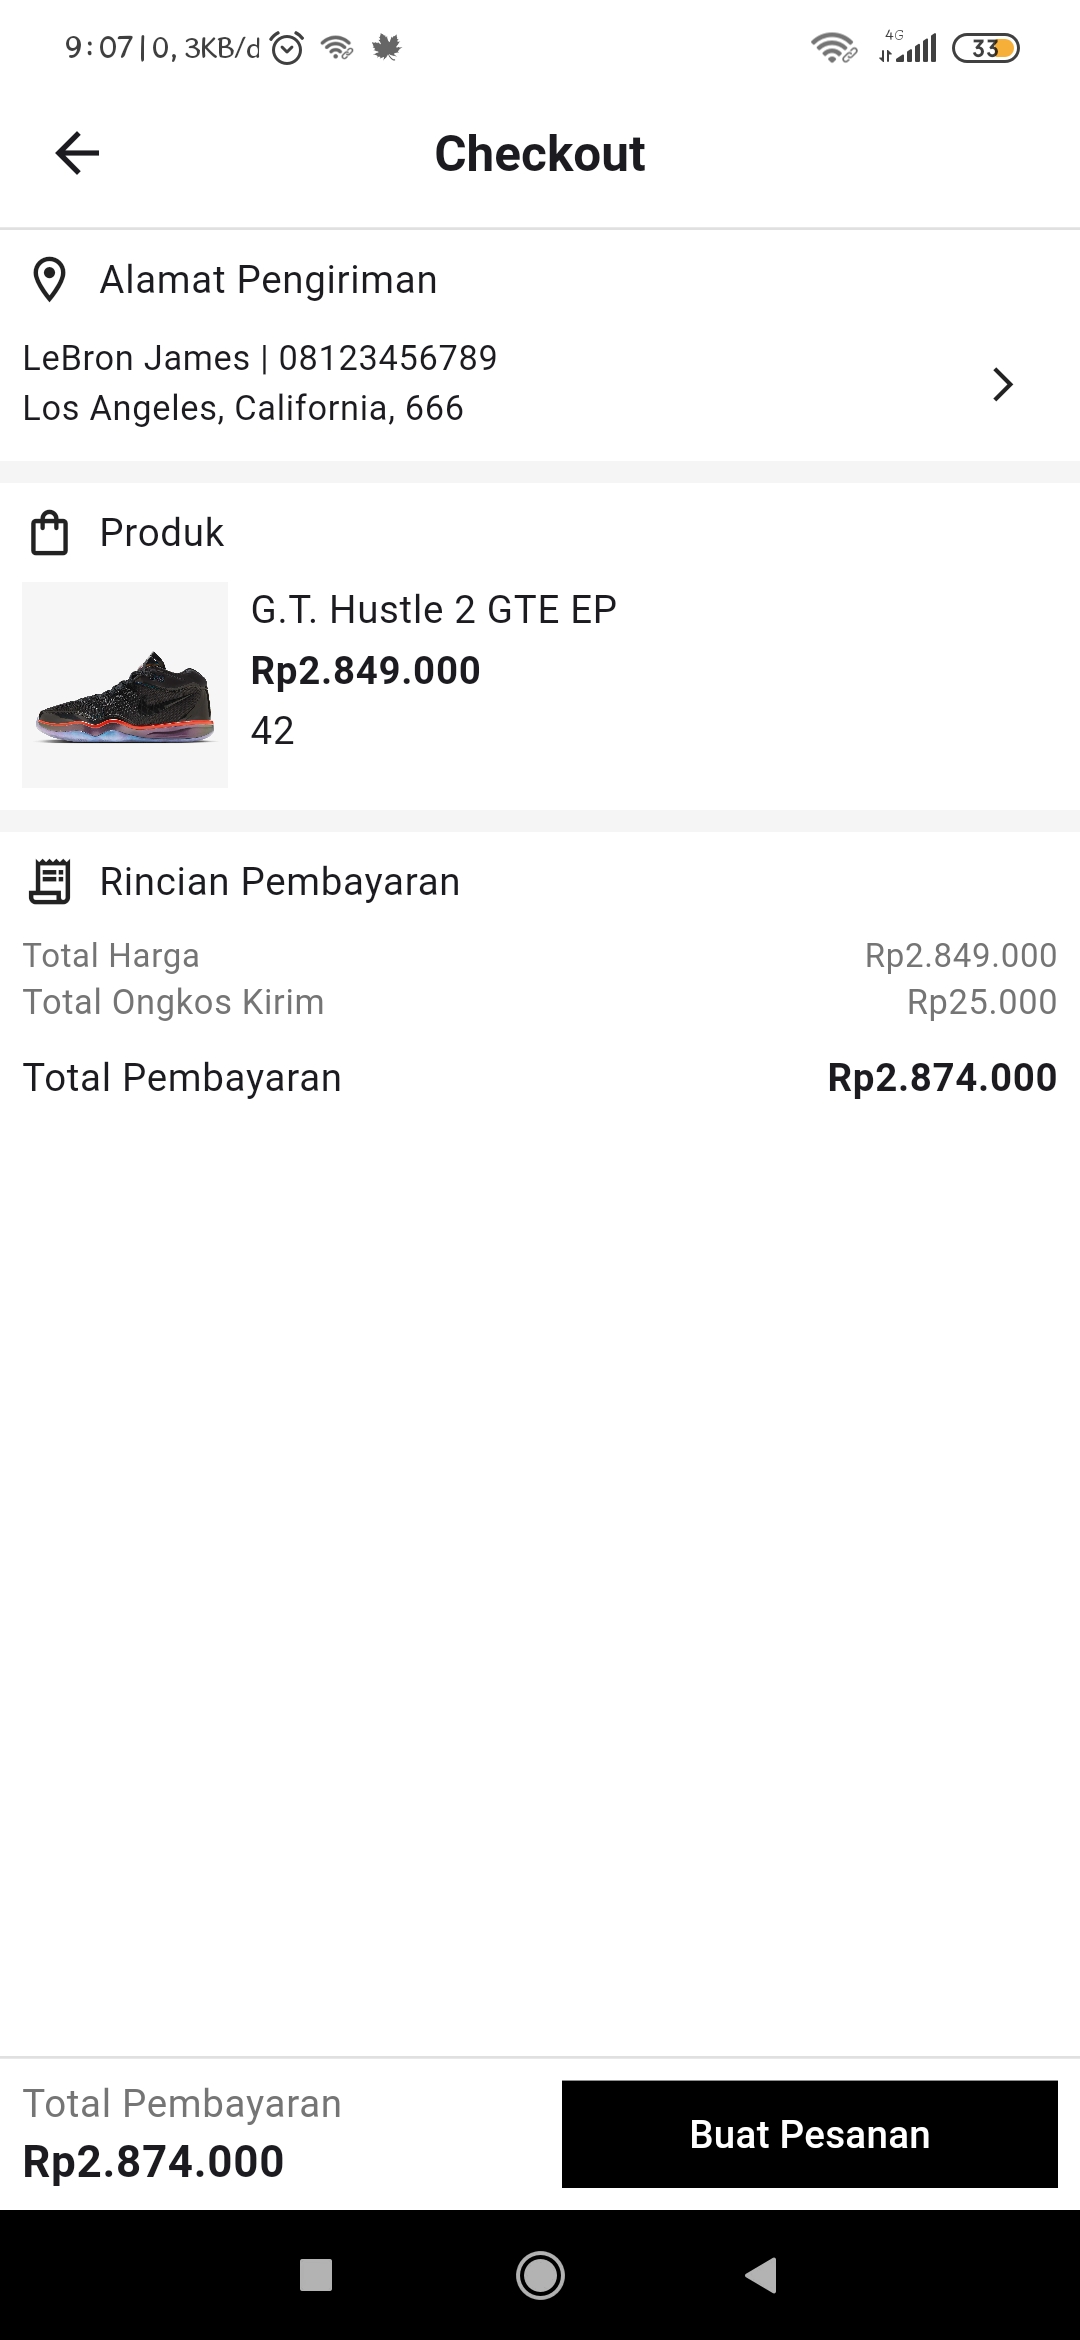 9:07|0, 3KB/d
4G
33
Checkout
Alamat Pengiriman
LeBron James | 08123456789
Los Angeles, California, 666
Produk
G.T. Hustle 2 GTE EP
Rp2.849.000
42
Rincian Pembayaran
Total Harga Rp2.849.000
Total Ongkos Kirim Rp25.000
Total Pembayaran Rp2.874.000
Total Pembayaran
Rp2.874.000
Buat Pesanan